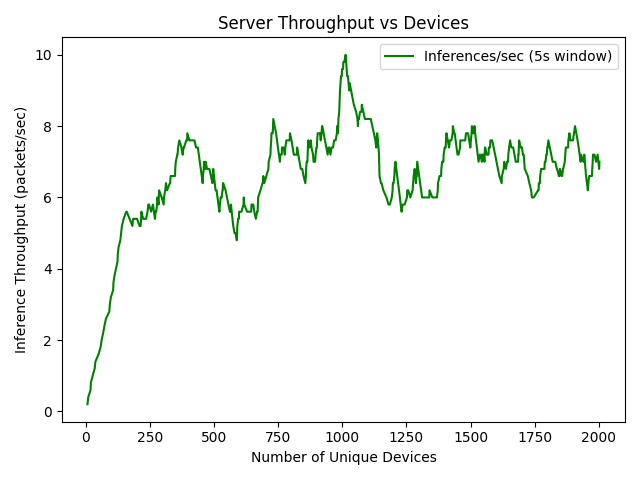 Server Throughput vs Devices
Inferences/sec (5s window)
Inference Throughput (packets/sec)
10
8
6
4
2
0
0 250 500 750 1000 1250 1500 1750 2000
Number of Unique Devices